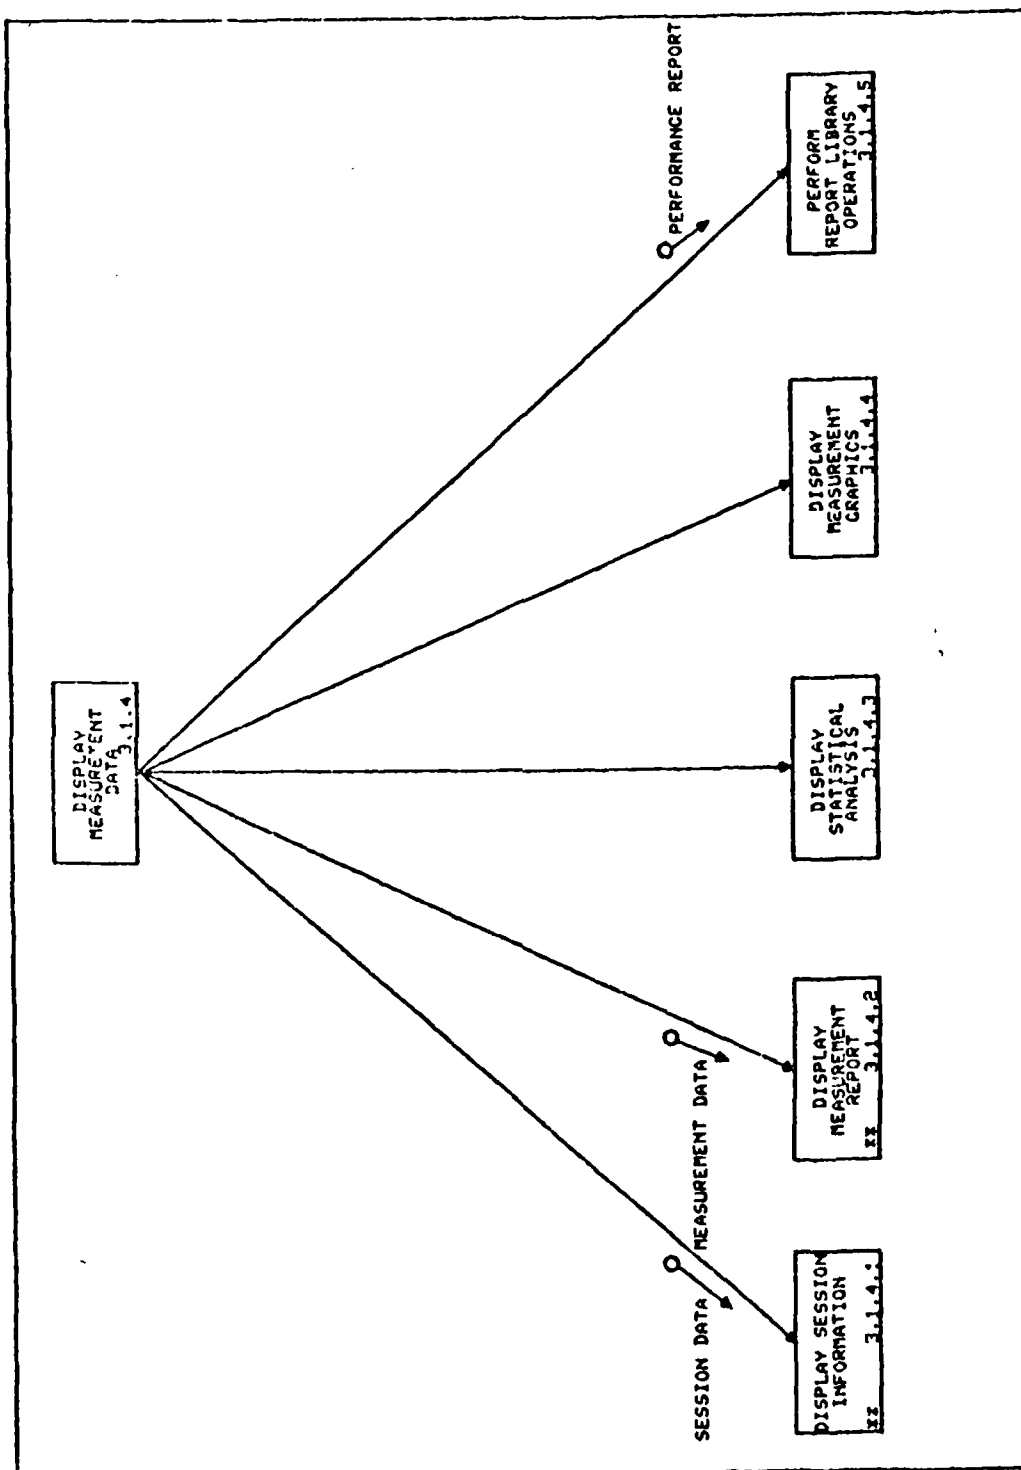 DISPLAY
MEASUREMENT
DATA
3.1.4
SESSION DATA
MEASUREMENT DATA
PERFORMANCE REPORT
DISPLAY SESSION
INFORMATION
** 3.1.4.
DISPLAY
MEASUREMENT
REPORT
** 3.1.4.2
DISPLAY
STATISTICAL
ANALYSIS
3.1.4.3
DISPLAY
MEASUREMENT
GRAPHICS
3.1.4.4
PERFORM
REPORT LIBRARY
OPERATIONS
3.1.4.5